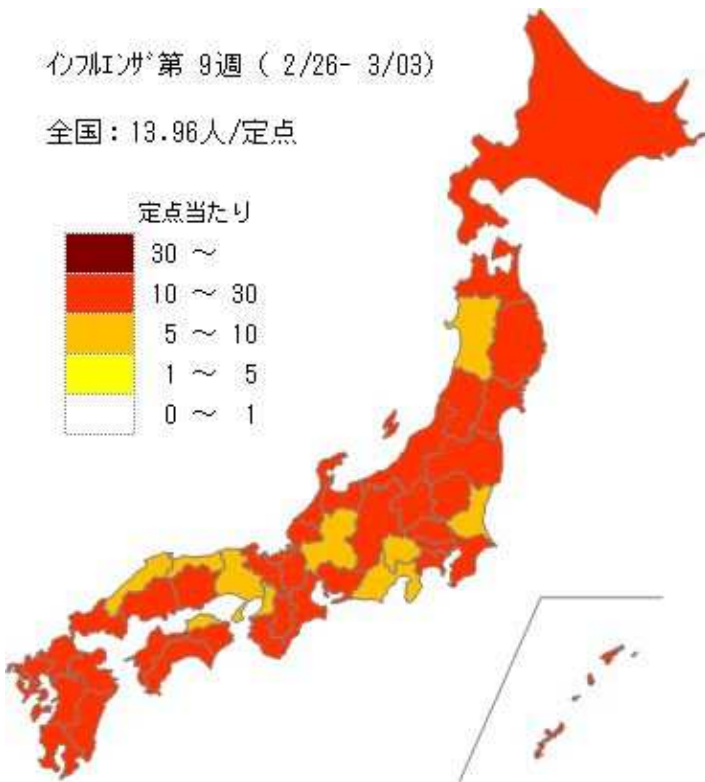 ｲﾝﾌﾙｴﾝｻﾞ第 9週 ( 2/26- 3/03)
全国：13.96人/定点
定点当たり
30 ～
10 ～ 30
5 ～ 10
1 ～ 5
0 ～ 1